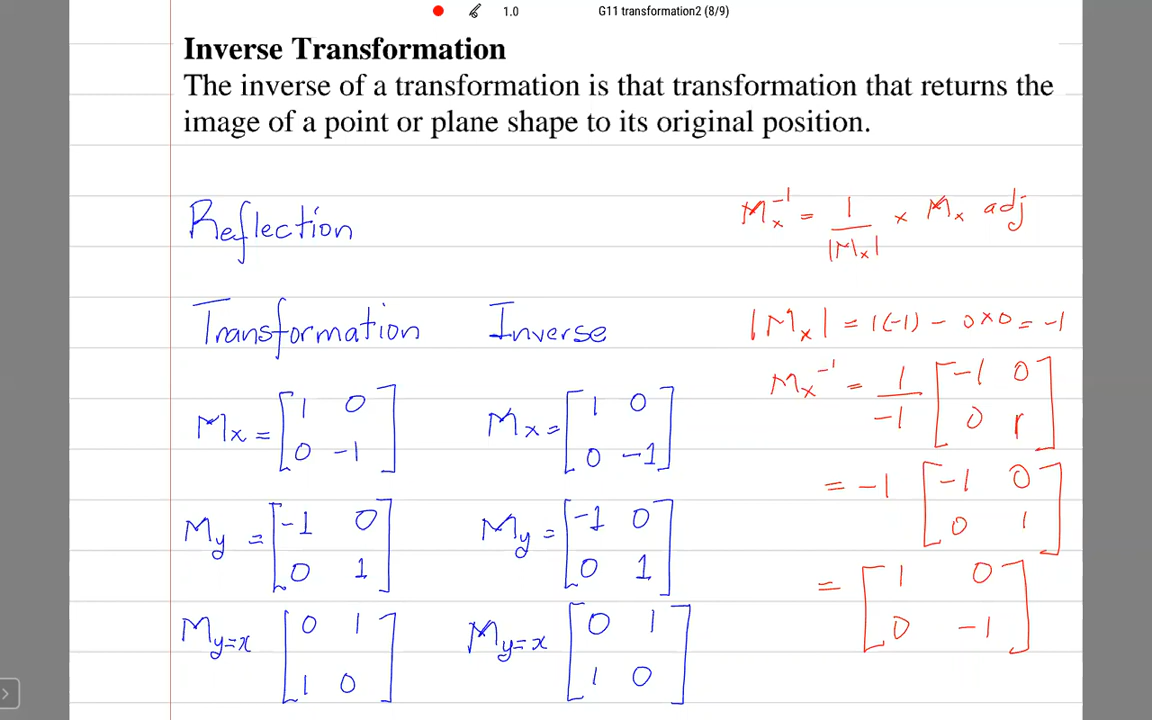 1.0 G11 transformation2 (8/9)
Inverse Transformation
The inverse of a transformation is that transformation that returns the
image of a point or plane shape to its original position.
Reflection
Transformation Inverse
Mx = [1 0
0 -1]
Mx = [1 0
0 -1]
My = [-1 0
0 1]
My = [-1 0
0 1]
My=x [0 1
1 0]
My=x [0 1
1 0]
Mx⁻¹ = 1/|Mx| × Mx adj
|Mx| = 1(-1) - 0×0 = -1
Mx⁻¹ = 1/-1 [-1 0
0 1]
= -1 [-1 0
0 1]
= [1 0
0 -1]